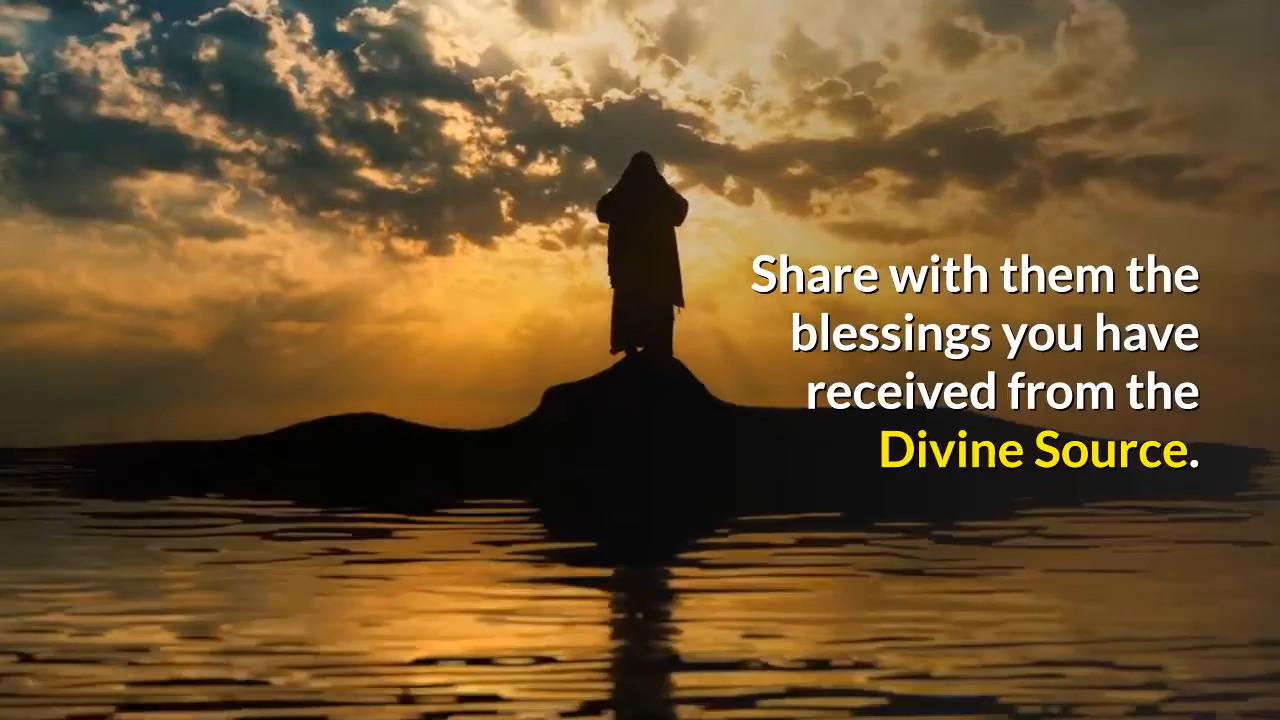 Share with them the
blessings you have
received from the
Divine Source.